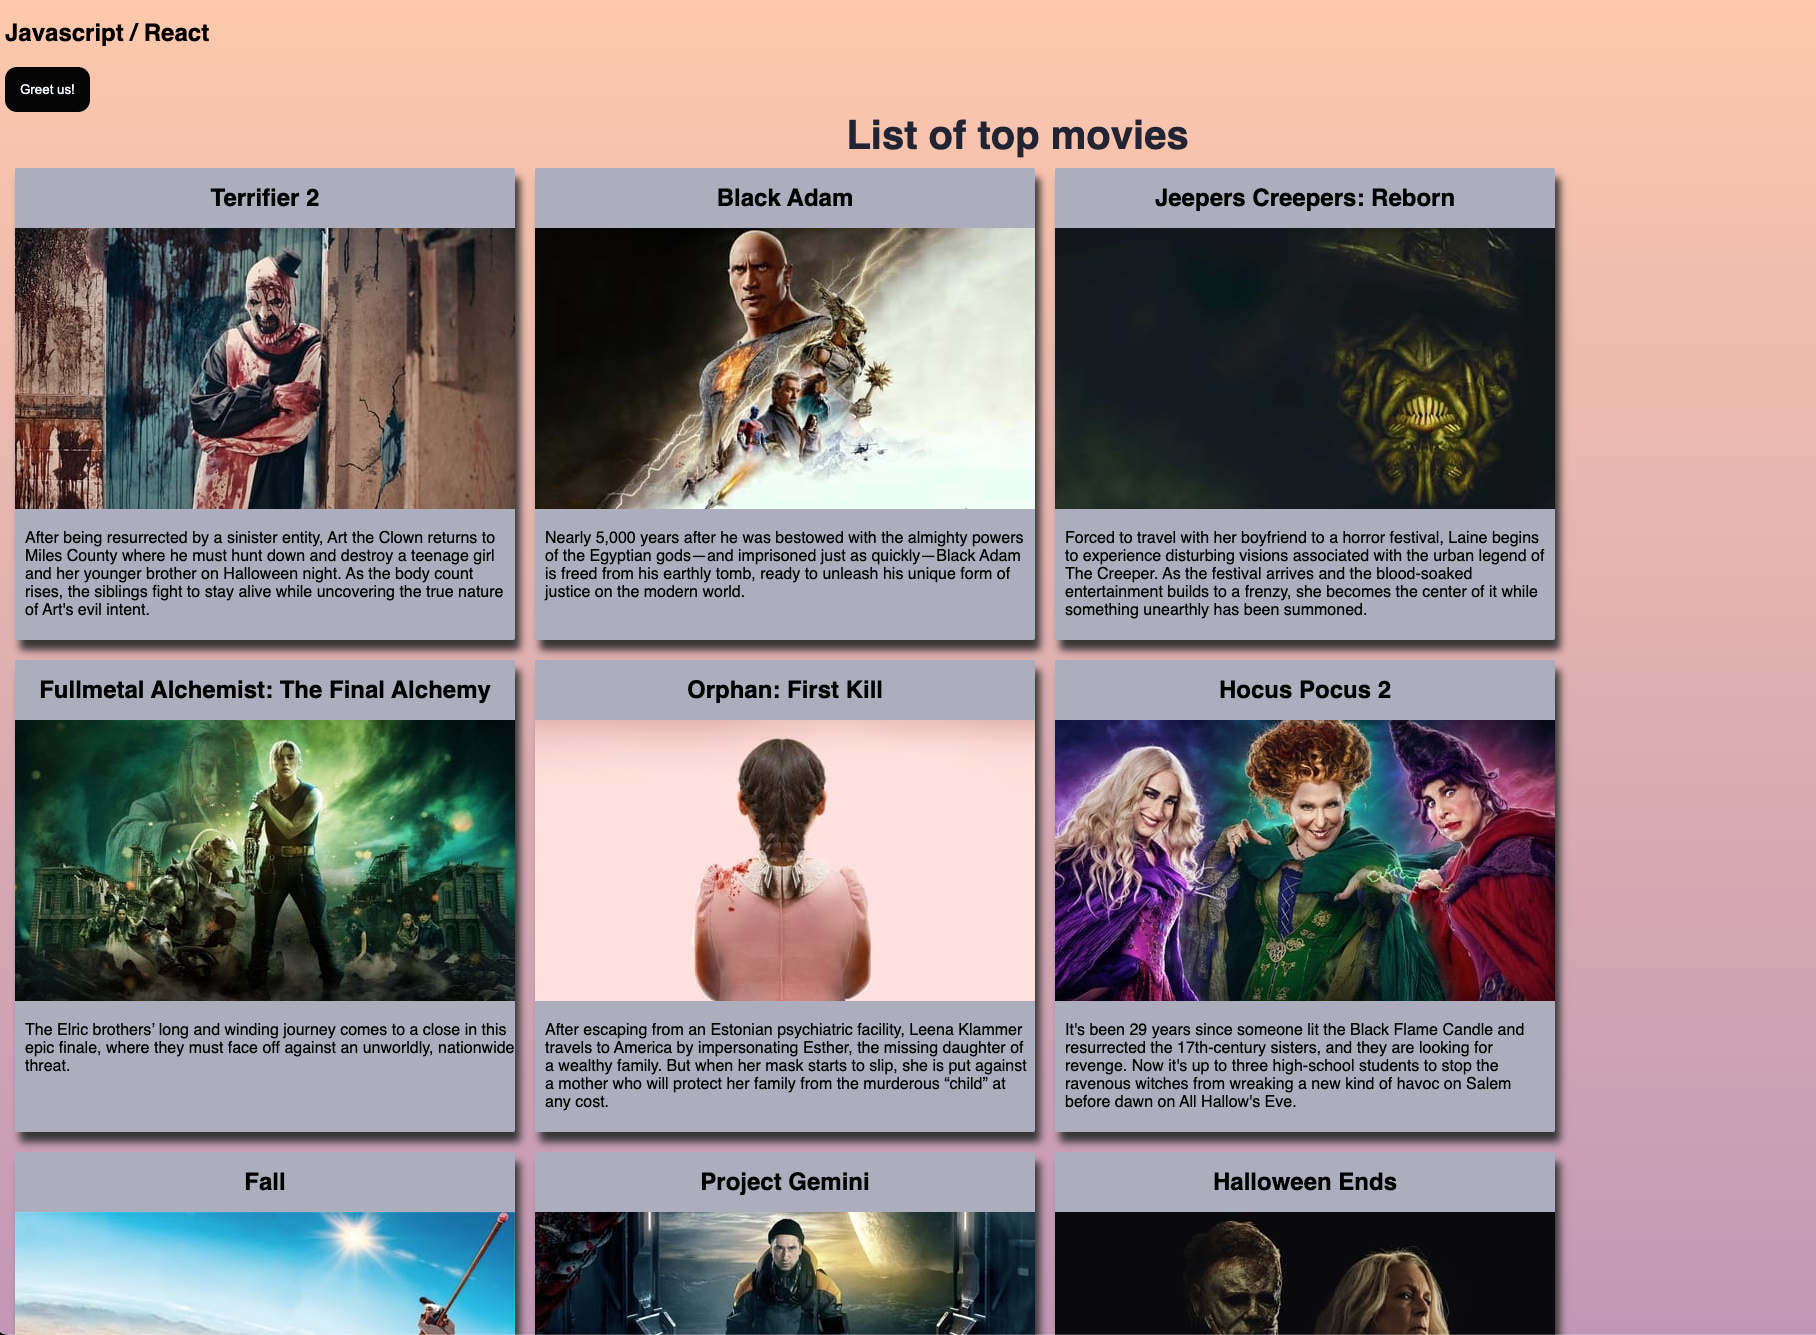 Javascript / React
Greet us!
List of top movies
Terrifier 2
After being resurrected by a sinister entity, Art the Clown returns to
Miles County where he must hunt down and destroy a teenage girl
and her younger brother on Halloween night. As the body count
rises, the siblings fight to stay alive while uncovering the true nature
of Art's evil intent.
Black Adam
Nearly 5,000 years after he was bestowed with the almighty powers
of the Egyptian gods—and imprisoned just as quickly—Black Adam
is freed from his earthly tomb, ready to unleash his unique form of
justice on the modern world.
Jeepers Creepers: Reborn
Forced to travel with her boyfriend to a horror festival, Laine begins
to experience disturbing visions associated with the urban legend of
The Creeper. As the festival arrives and the blood-soaked
entertainment builds to a frenzy, she becomes the center of it while
something unearthly has been summoned.
Fullmetal Alchemist: The Final Alchemy
The Elric brothers’ long and winding journey comes to a close in this
epic finale, where they must face off against an unworldly, nationwide
threat.
Orphan: First Kill
After escaping from an Estonian psychiatric facility, Leena Klammer
travels to America by impersonating Esther, the missing daughter of
a wealthy family. But when her mask starts to slip, she is put against
a mother who will protect her family from the murderous “child” at
any cost.
Hocus Pocus 2
It's been 29 years since someone lit the Black Flame Candle and
resurrected the 17th-century sisters, and they are looking for
revenge. Now it's up to three high-school students to stop the
ravenous witches from wreaking a new kind of havoc on Salem
before dawn on All Hallow's Eve.
Fall
Project Gemini
Halloween Ends